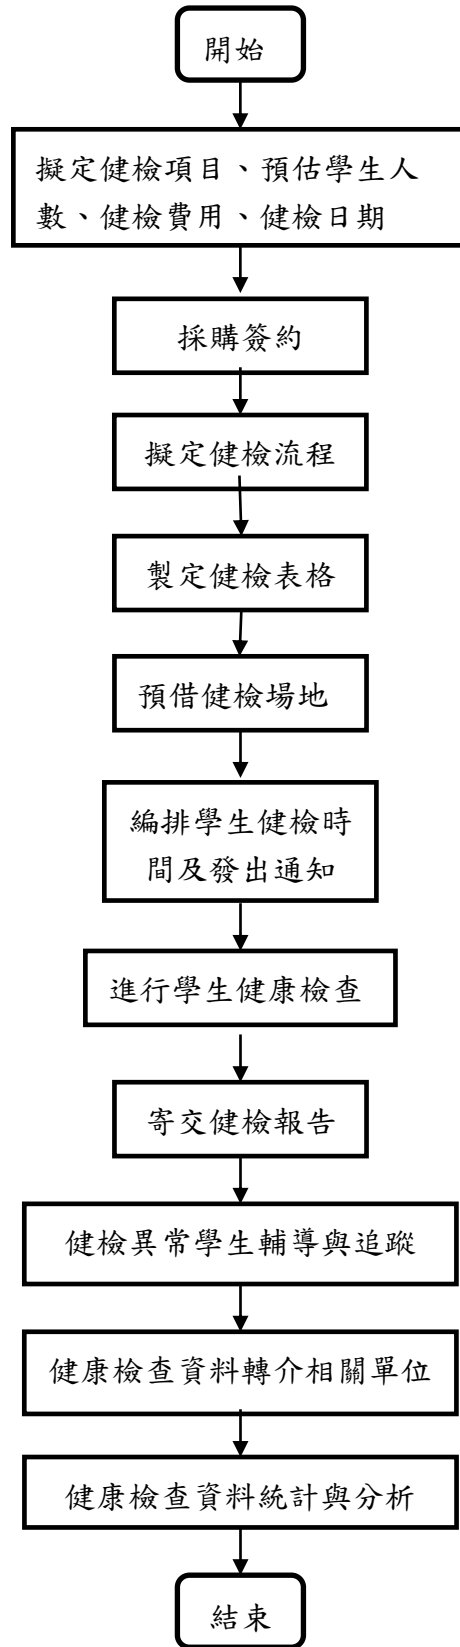 開始
擬定健檢項目、預估學生人
數、健檢費用、健檢日期
採購簽約
擬定健檢流程
製定健檢表格
預借健檢場地
編排學生健檢時
間及發出通知
進行學生健康檢查
寄交健檢報告
健檢異常學生輔導與追蹤
健康檢查資料轉介相關單位
健康檢查資料統計與分析
結束